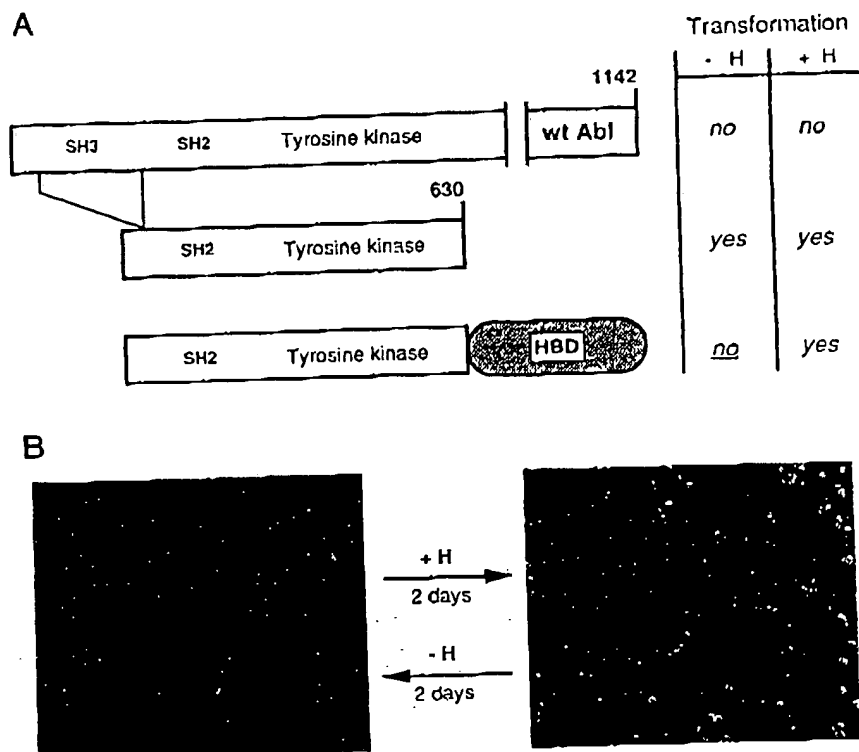 A
Transformation
- H + H
1142
SH3 SH2 Tyrosine kinase wt Abl no no
630
SH2 Tyrosine kinase yes yes
SH2 Tyrosine kinase HBD no yes
B
+ H
2 days
- H
2 days